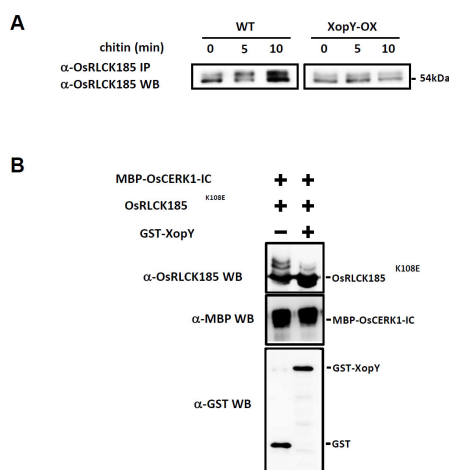 A
WT XopY-OX
chitin (min) 0 5 10 0 5 10
α-OsRLCK185 IP
α-OsRLCK185 WB
54kDa
B
MBP-OsCERK1-IC + +
OsRLCK185 K108E + +
GST-XopY − +
α-OsRLCK185 WB OsRLCK185 K108E
α-MBP WB MBP-OsCERK1-IC
GST-XopY
α-GST WB
GST